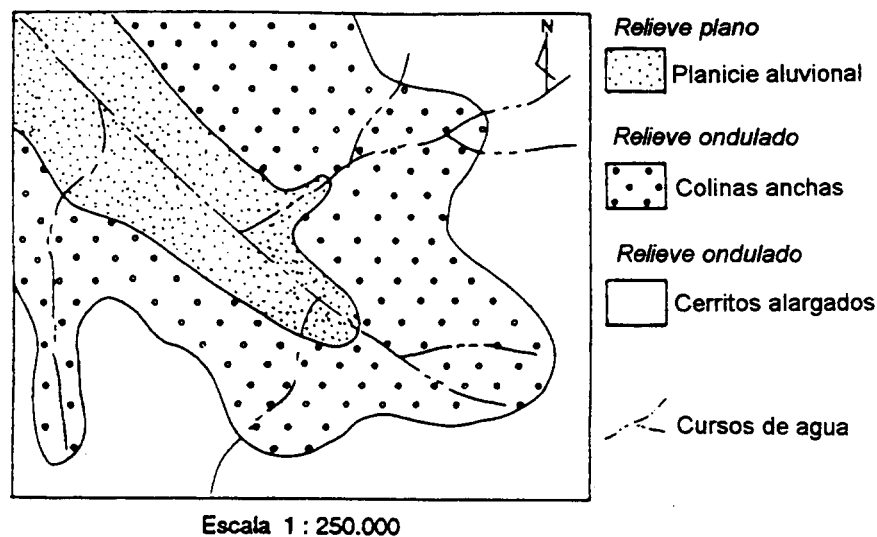 N
Relieve plano
Planicie aluvional
Relieve ondulado
Colinas anchas
Relieve ondulado
Cerritos alargados
Cursos de agua
Escala 1 : 250.000